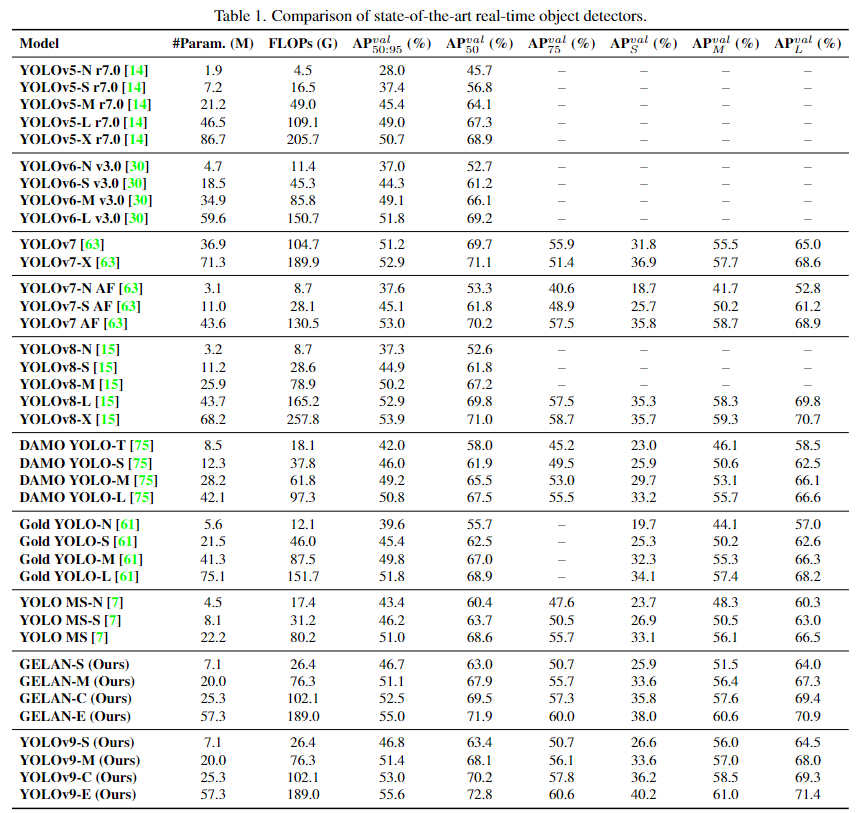 Table 1. Comparison of state-of-the-art real-time object detectors.
Model #Param. (M) FLOPs (G) AP^{val}_{50:95} (%) AP^{val}_{50} (%) AP^{val}_{75} (%) AP^{val}_{S} (%) AP^{val}_{M} (%) AP^{val}_{L} (%)
YOLOv5-N r7.0 [14] 1.9 4.5 28.0 45.7 – – – –
YOLOv5-S r7.0 [14] 7.2 16.5 37.4 56.8 – – – –
YOLOv5-M r7.0 [14] 21.2 49.0 45.4 64.1 – – – –
YOLOv5-L r7.0 [14] 46.5 109.1 49.0 67.3 – – – –
YOLOv5-X r7.0 [14] 86.7 205.7 50.7 68.9 – – – –
YOLOv6-N v3.0 [30] 4.7 11.4 37.0 52.7 – – – –
YOLOv6-S v3.0 [30] 18.5 45.3 44.3 61.2 – – – –
YOLOv6-M v3.0 [30] 34.9 85.8 49.1 66.1 – – – –
YOLOv6-L v3.0 [30] 59.6 150.7 51.8 69.2 – – – –
YOLOv7 [63] 36.9 104.7 51.2 69.7 55.9 31.8 55.5 65.0
YOLOv7-X [63] 71.3 189.9 52.9 71.1 51.4 36.9 57.7 68.6
YOLOv7-N AF [63] 3.1 8.7 37.6 53.3 40.6 18.7 41.7 52.8
YOLOv7-S AF [63] 11.0 28.1 45.1 61.8 48.9 25.7 50.2 61.2
YOLOv7 AF [63] 43.6 130.5 53.0 70.2 57.5 35.8 58.7 68.9
YOLOv8-N [15] 3.2 8.7 37.3 52.6 – – – –
YOLOv8-S [15] 11.2 28.6 44.9 61.8 – – – –
YOLOv8-M [15] 25.9 78.9 50.2 67.2 – – – –
YOLOv8-L [15] 43.7 165.2 52.9 69.8 57.5 35.3 58.3 69.8
YOLOv8-X [15] 68.2 257.8 53.9 71.0 58.7 35.7 59.3 70.7
DAMO YOLO-T [75] 8.5 18.1 42.0 58.0 45.2 23.0 46.1 58.5
DAMO YOLO-S [75] 12.3 37.8 46.0 61.9 49.5 25.9 50.6 62.5
DAMO YOLO-M [75] 28.2 61.8 49.2 65.5 53.0 29.7 53.1 66.1
DAMO YOLO-L [75] 42.1 97.3 50.8 67.5 55.5 33.2 55.7 66.6
Gold YOLO-N [61] 5.6 12.1 39.6 55.7 – 19.7 44.1 57.0
Gold YOLO-S [61] 21.5 46.0 45.4 62.5 – 25.3 50.2 62.6
Gold YOLO-M [61] 41.3 87.5 49.8 67.0 – 32.3 55.3 66.3
Gold YOLO-L [61] 75.1 151.7 51.8 68.9 – 34.1 57.4 68.2
YOLO MS-N [7] 4.5 17.4 43.4 60.4 47.6 23.7 48.3 60.3
YOLO MS-S [7] 8.1 31.2 46.2 63.7 50.5 26.9 50.5 63.0
YOLO MS [7] 22.2 80.2 51.0 68.6 55.7 33.1 56.1 66.5
GELAN-S (Ours) 7.1 26.4 46.7 63.0 50.7 25.9 51.5 64.0
GELAN-M (Ours) 20.0 76.3 51.1 67.9 55.7 33.6 56.4 67.3
GELAN-C (Ours) 25.3 102.1 52.5 69.5 57.3 35.8 57.6 69.4
GELAN-E (Ours) 57.3 189.0 55.0 71.9 60.0 38.0 60.6 70.9
YOLOv9-S (Ours) 7.1 26.4 46.8 63.4 50.7 26.6 56.0 64.5
YOLOv9-M (Ours) 20.0 76.3 51.4 68.1 56.1 33.6 57.0 68.0
YOLOv9-C (Ours) 25.3 102.1 53.0 70.2 57.8 36.2 58.5 69.3
YOLOv9-E (Ours) 57.3 189.0 55.6 72.8 60.6 40.2 61.0 71.4